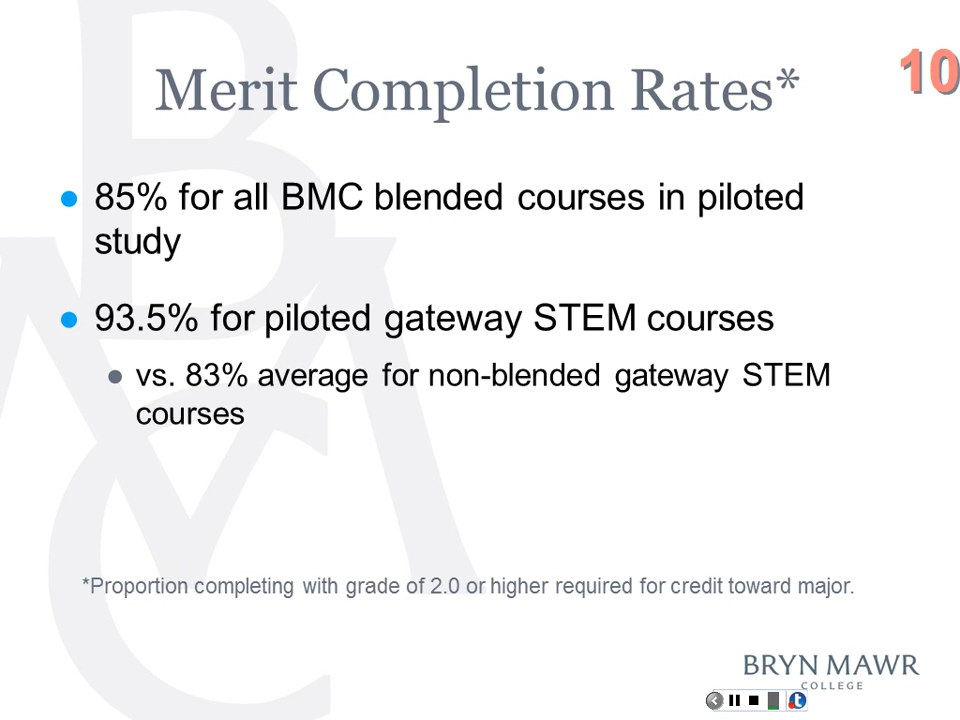 Merit Completion Rates*
10
● 85% for all BMC blended courses in piloted
study
● 93.5% for piloted gateway STEM courses
● vs. 83% average for non-blended gateway STEM
courses
*Proportion completing with grade of 2.0 or higher required for credit toward major.
BRYN MAWR
COLLEGE